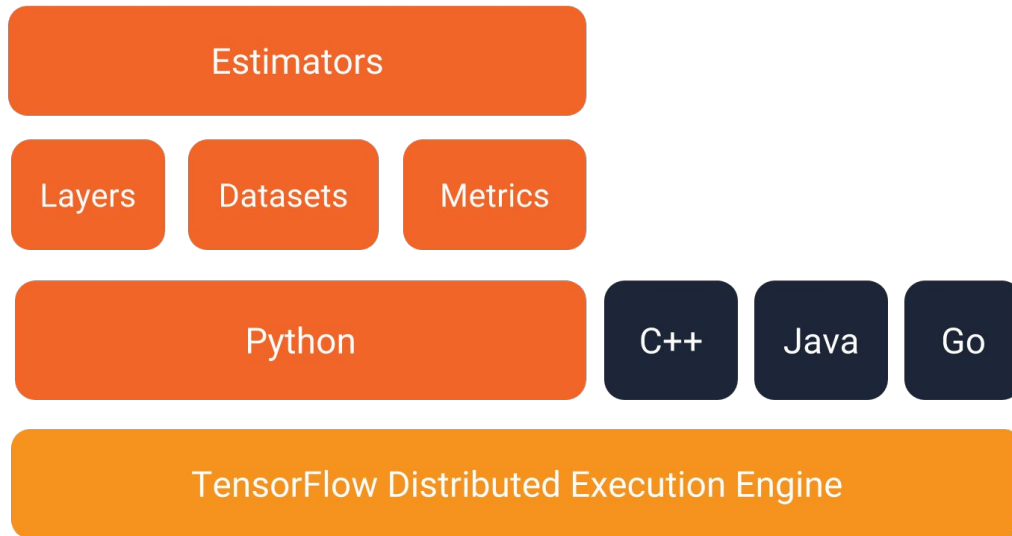 Estimators
Layers Datasets Metrics
Python C++ Java Go
TensorFlow Distributed Execution Engine